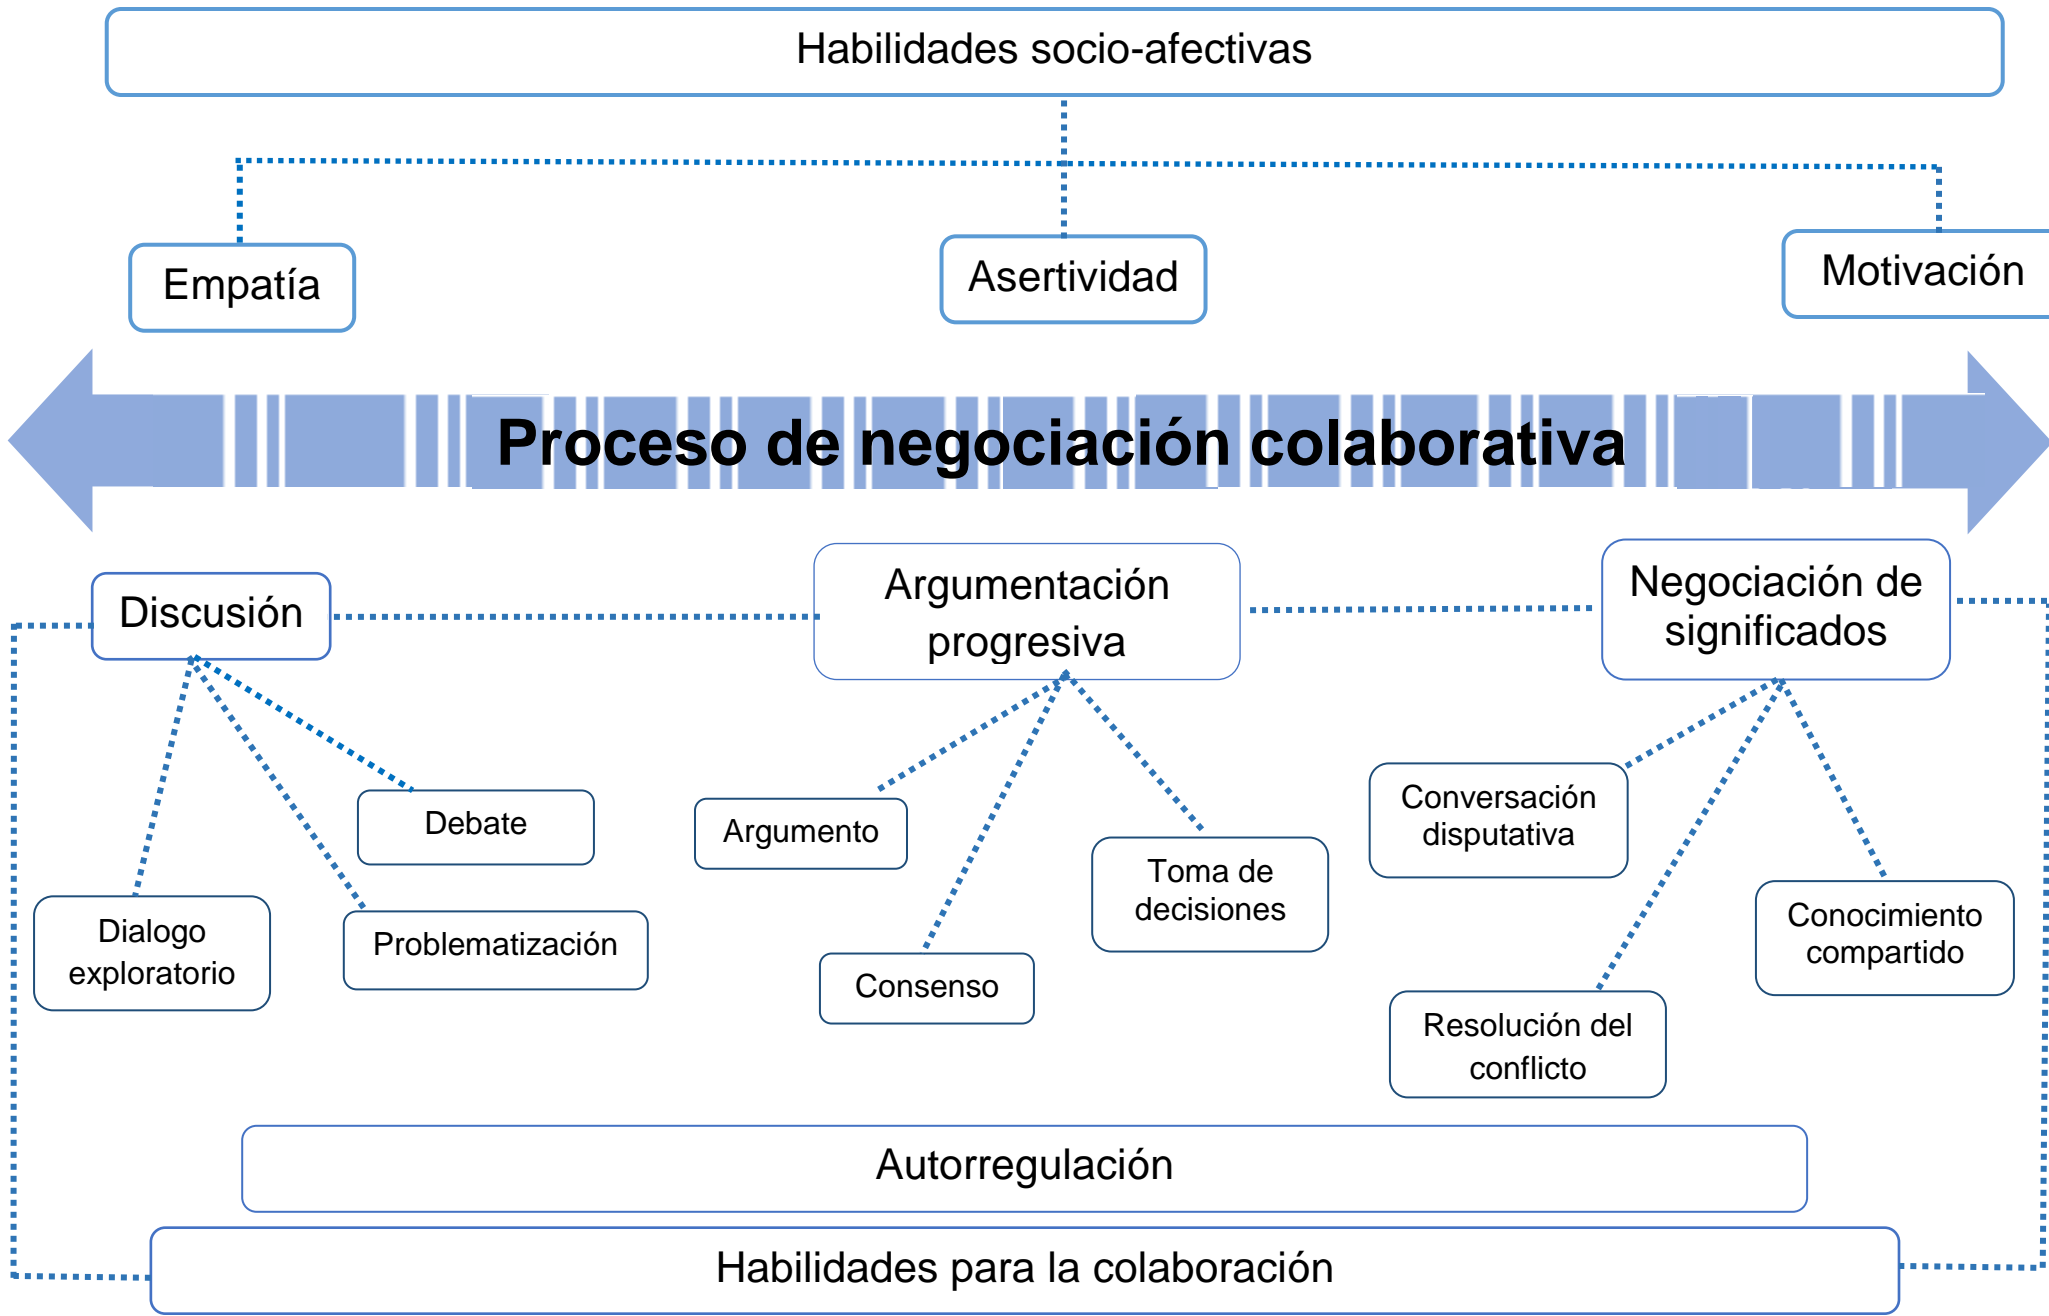 Habilidades socio-afectivas
Empatía
Asertividad
Motivación
Proceso de negociación colaborativa
Discusión
Argumentación
progresiva
Negociación de
significados
Debate
Dialogo
exploratorio
Problematización
Argumento
Toma de
decisiones
Consenso
Conversación
disputativa
Conocimiento
compartido
Resolución del
conflicto
Autorregulación
Habilidades para la colaboración